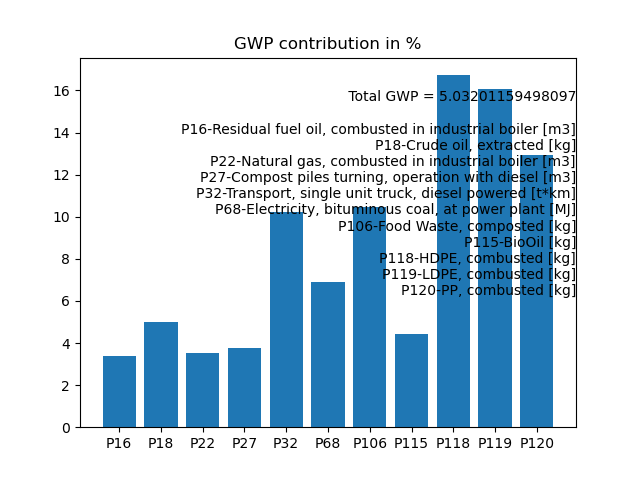 GWP contribution in %
16
14
12
10
8
6
4
2
0
Total GWP = 5.03201159498097
P16-Residual fuel oil, combusted in industrial boiler [m3]
P18-Crude oil, extracted [kg]
P22-Natural gas, combusted in industrial boiler [m3]
P27-Compost piles turning, operation with diesel [m3]
P32-Transport, single unit truck, diesel powered [t*km]
P68-Electricity, bituminous coal, at power plant [MJ]
P106-Food Waste, composted [kg]
P115-BioOil [kg]
P118-HDPE, combusted [kg]
P119-LDPE, combusted [kg]
P120-PP, combusted [kg]
P16 P18 P22 P27 P32 P68 P106 P115 P118 P119 P120